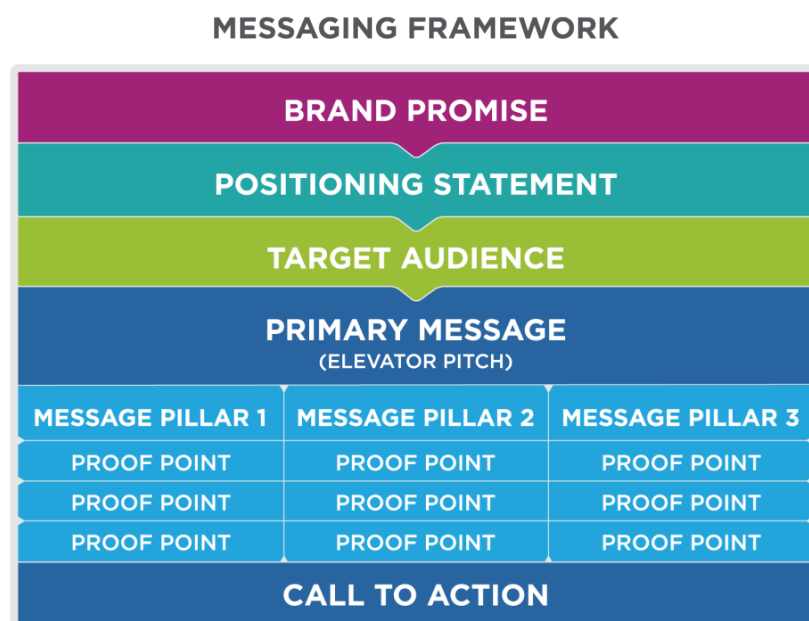 MESSAGING FRAMEWORK
BRAND PROMISE
POSITIONING STATEMENT
TARGET AUDIENCE
PRIMARY MESSAGE
(ELEVATOR PITCH)
MESSAGE PILLAR 1 MESSAGE PILLAR 2 MESSAGE PILLAR 3
PROOF POINT PROOF POINT PROOF POINT
PROOF POINT PROOF POINT PROOF POINT
PROOF POINT PROOF POINT PROOF POINT
CALL TO ACTION